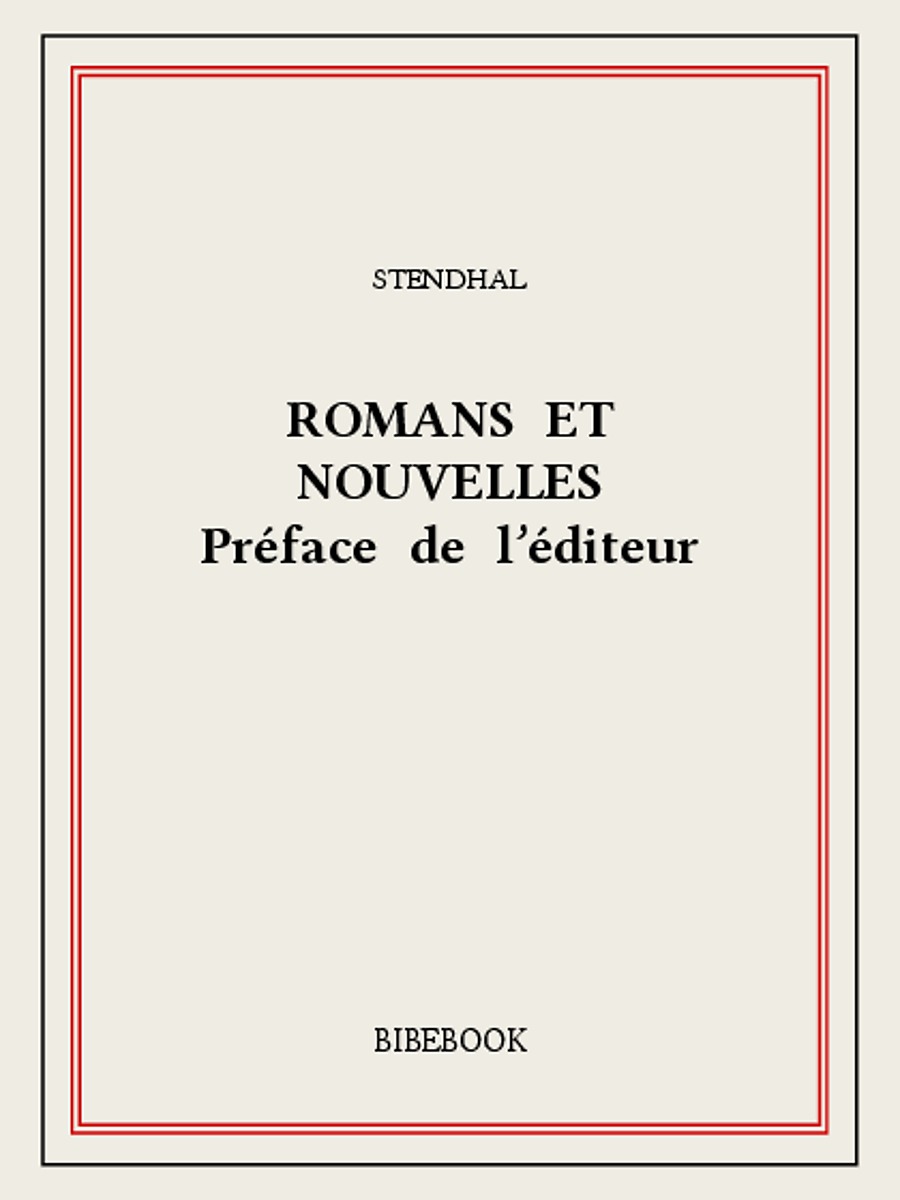 STENDHAL
ROMANS ET
NOUVELLES
Préface de l’éditeur
BIBEBOOK